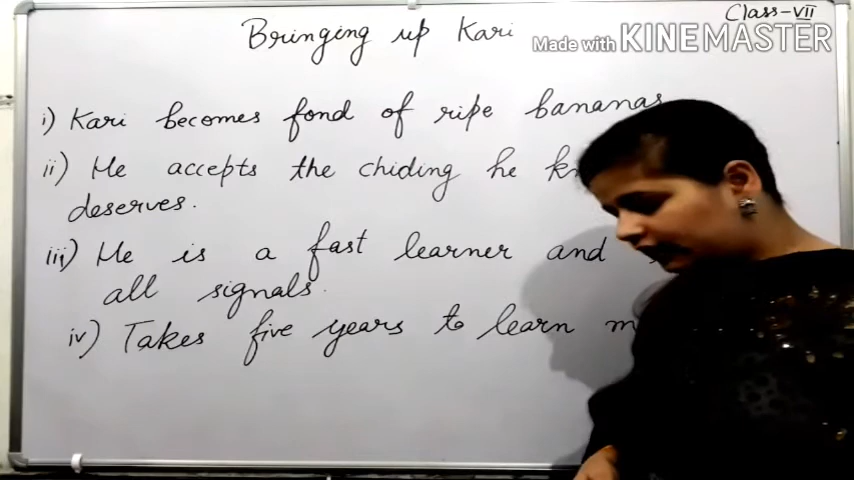 Class-VII
Bringing up Kari
Made with KINEMASTER
i) Kari becomes fond of ripe bananas
ii) He accepts the chiding he
deserves.
iii) He is a fast learner and
all signals.
iv) Takes five years to learn